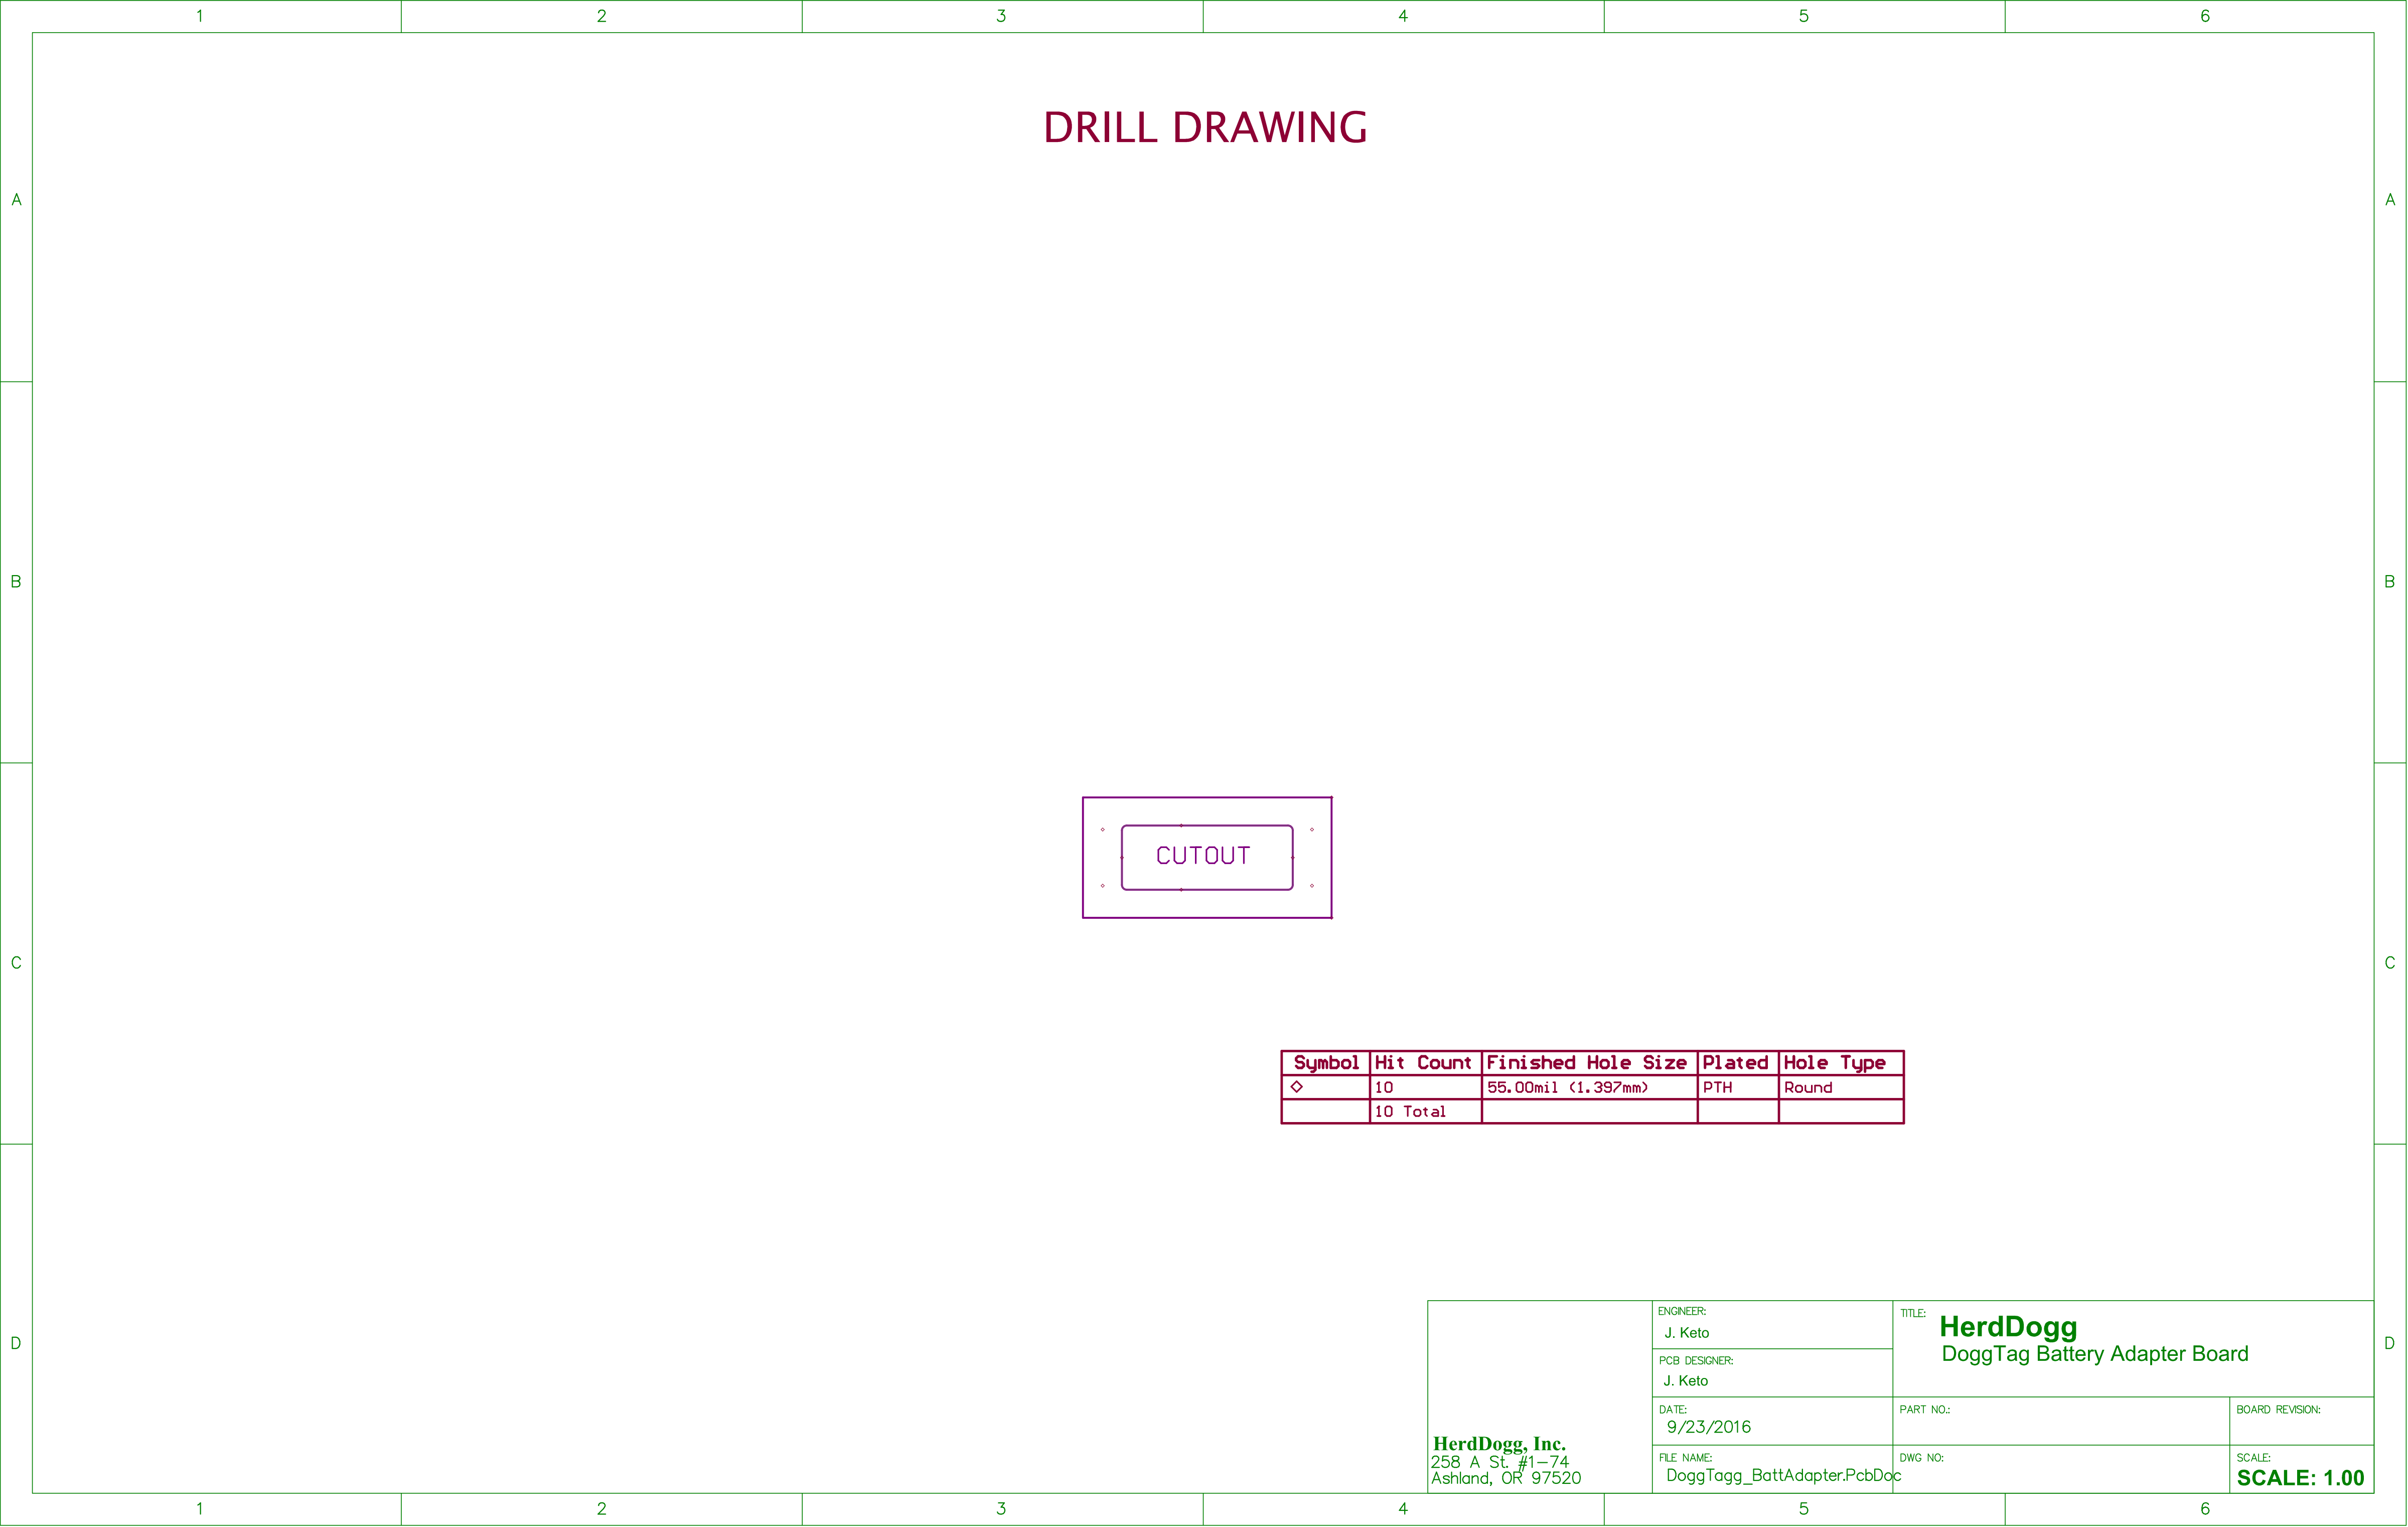 1 2 3 4 5 6
DRILL DRAWING
A A
B B
CUTOUT
C C
Symbol Hit Count Finished Hole Size Plated Hole Type
◇ 10 55.00mil (1.397mm) PTH Round
10 Total
ENGINEER:
J. Keto
TITLE:
HerdDogg
DoggTag Battery Adapter Board
D D
PCB DESIGNER:
J. Keto
DATE:
9/23/2016
PART NO.:
BOARD REVISION:
HerdDogg, Inc.
258 A St. #1-74
Ashland, OR 97520
FILE NAME:
DoggTagg_BattAdapter.PcbDoc
DWG NO:
SCALE:
SCALE: 1.00
1 2 3 4 5 6